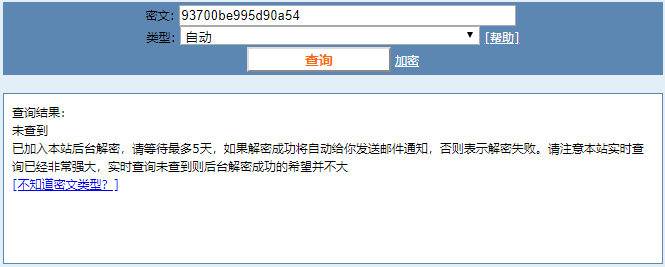 密文: 93700be995d90a54
类型: 自动 [帮助]
查询 加密
查询结果：
未查到
已加入本站后台解密，请等待最多5天，如果解密成功将自动给你发送邮件通知，否则表示解密失败。请注意本站实时查
询已经非常强大，实时查询未查到则后台解密成功的希望并不大
[不知道密文类型？]